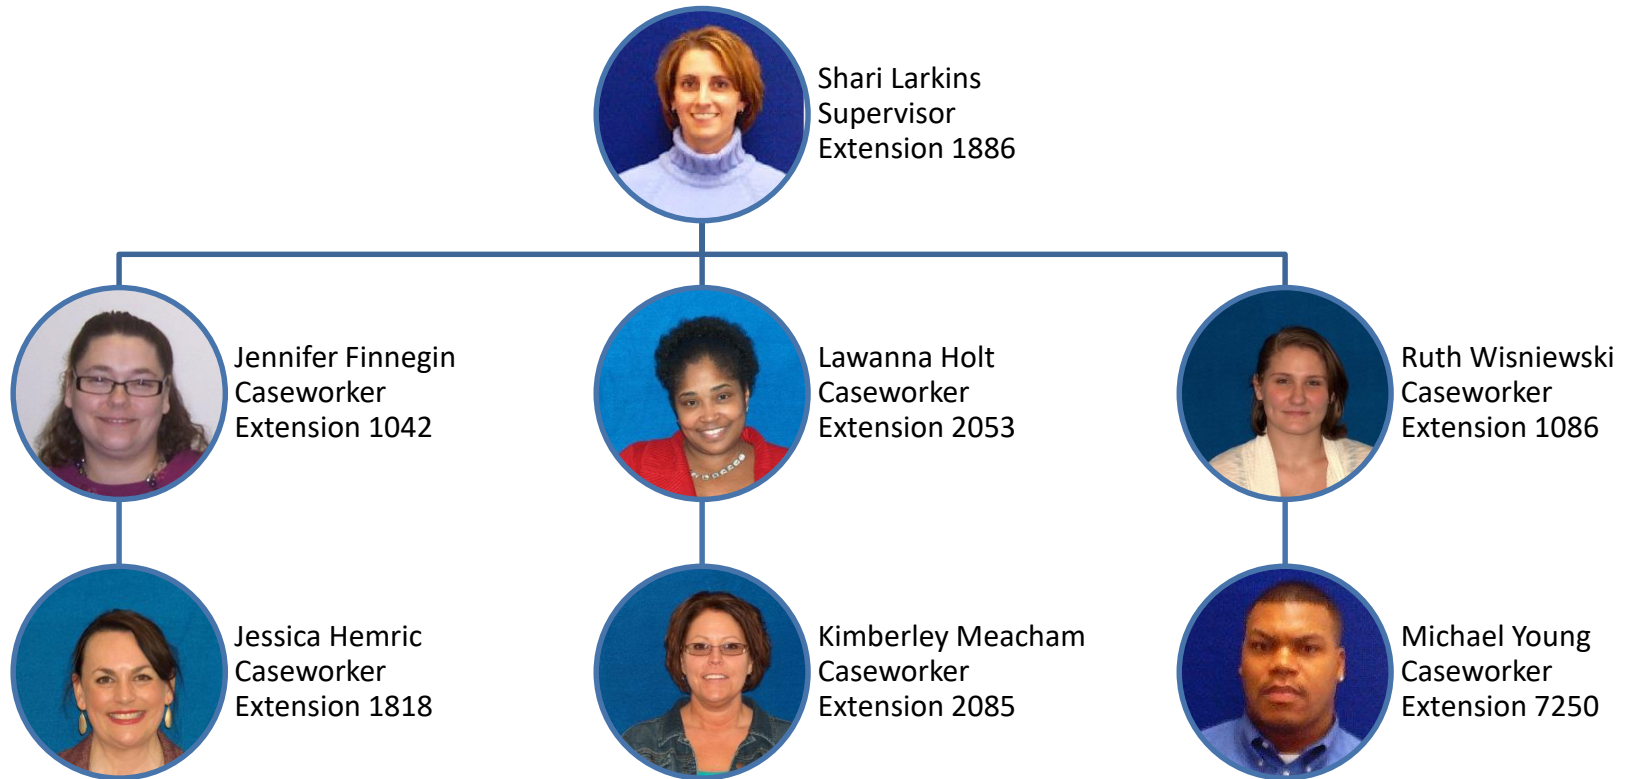 Shari Larkins
Supervisor
Extension 1886
Jennifer Finnegin
Caseworker
Extension 1042
Lawanna Holt
Caseworker
Extension 2053
Ruth Wisniewski
Caseworker
Extension 1086
Jessica Hemric
Caseworker
Extension 1818
Kimberley Meacham
Caseworker
Extension 2085
Michael Young
Caseworker
Extension 7250